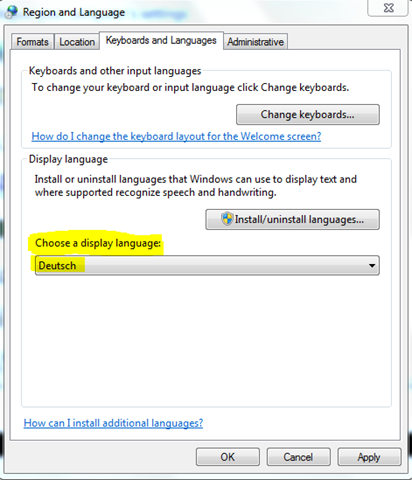 Region and Language
Formats Location Keyboards and Languages Administrative
Keyboards and other input languages
To change your keyboard or input language click Change keyboards.
Change keyboards...
How do I change the keyboard layout for the Welcome screen?
Display language
Install or uninstall languages that Windows can use to display text and
where supported recognize speech and handwriting.
Install/uninstall languages...
Choose a display language:
Deutsch
How can I install additional languages?
OK Cancel Apply